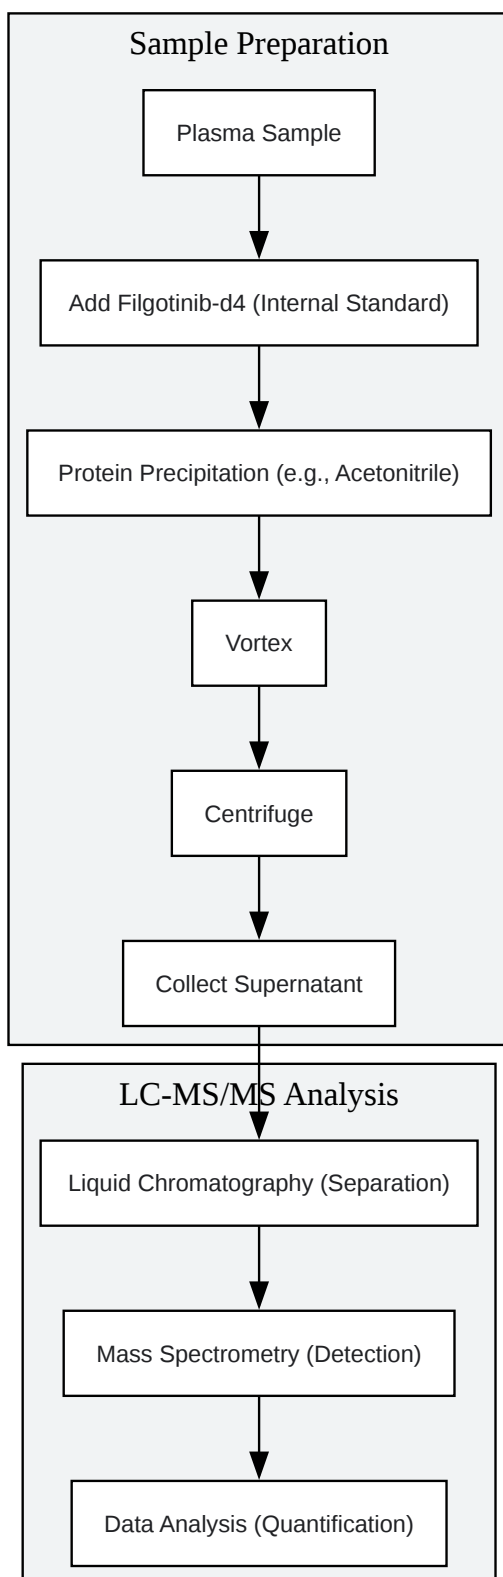 Sample Preparation
Plasma Sample
Add Filgotinib-d4 (Internal Standard)
Protein Precipitation (e.g., Acetonitrile)
Vortex
Centrifuge
Collect Supernatant
LC-MS/MS Analysis
Liquid Chromatography (Separation)
Mass Spectrometry (Detection)
Data Analysis (Quantification)